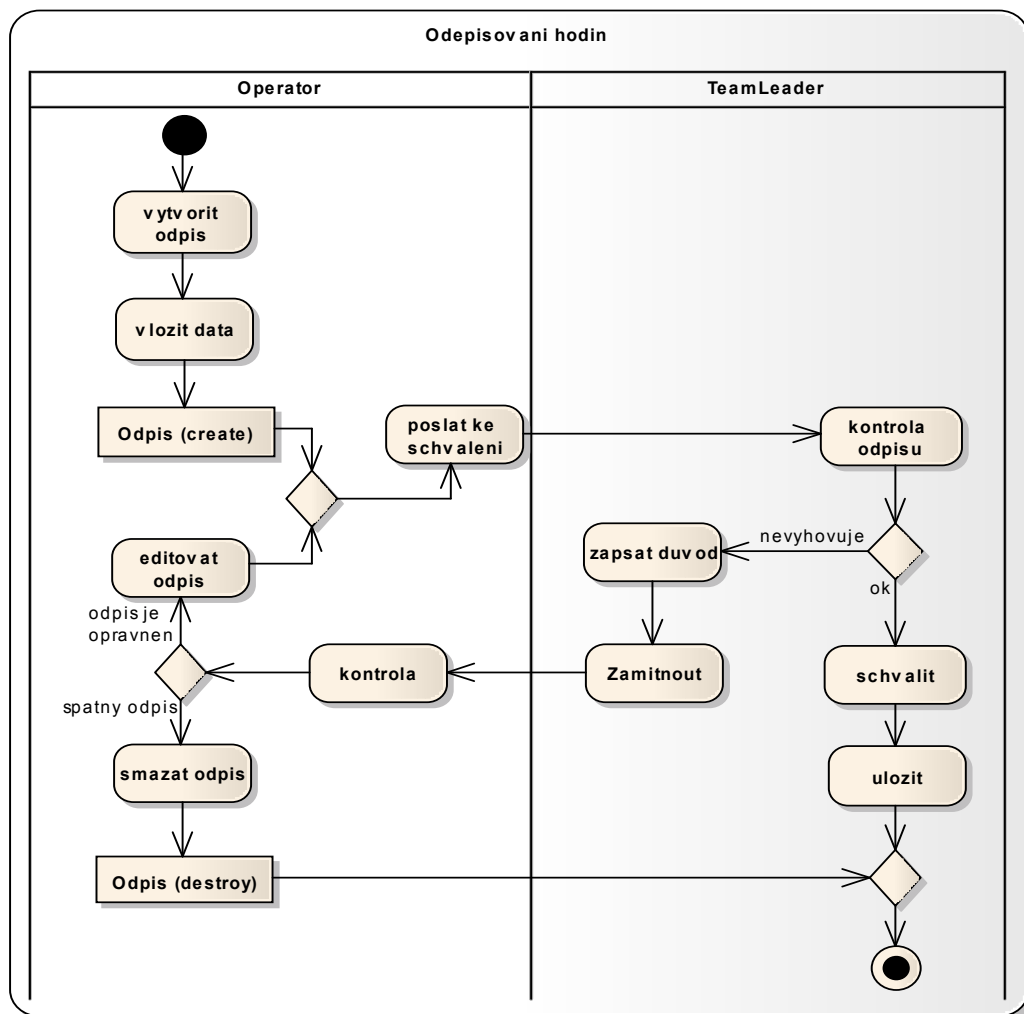 Odepisovani hodin
Operator
TeamLeader
vytvorit
odpis
vlozit data
Odpis (create)
poslat ke
schvaleni
kontrola
odpisu
nevyhovuje
zapsat duvod
ok
editovat
odpis
odpis je
opravnen
kontrola
Zamitnout
schvalit
spatny odpis
smazat odpis
ulozit
Odpis (destroy)